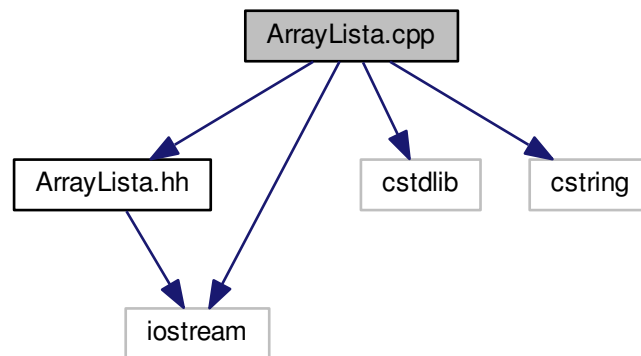 ArrayLista.cpp
ArrayLista.hh
cstdlib
cstring
iostream